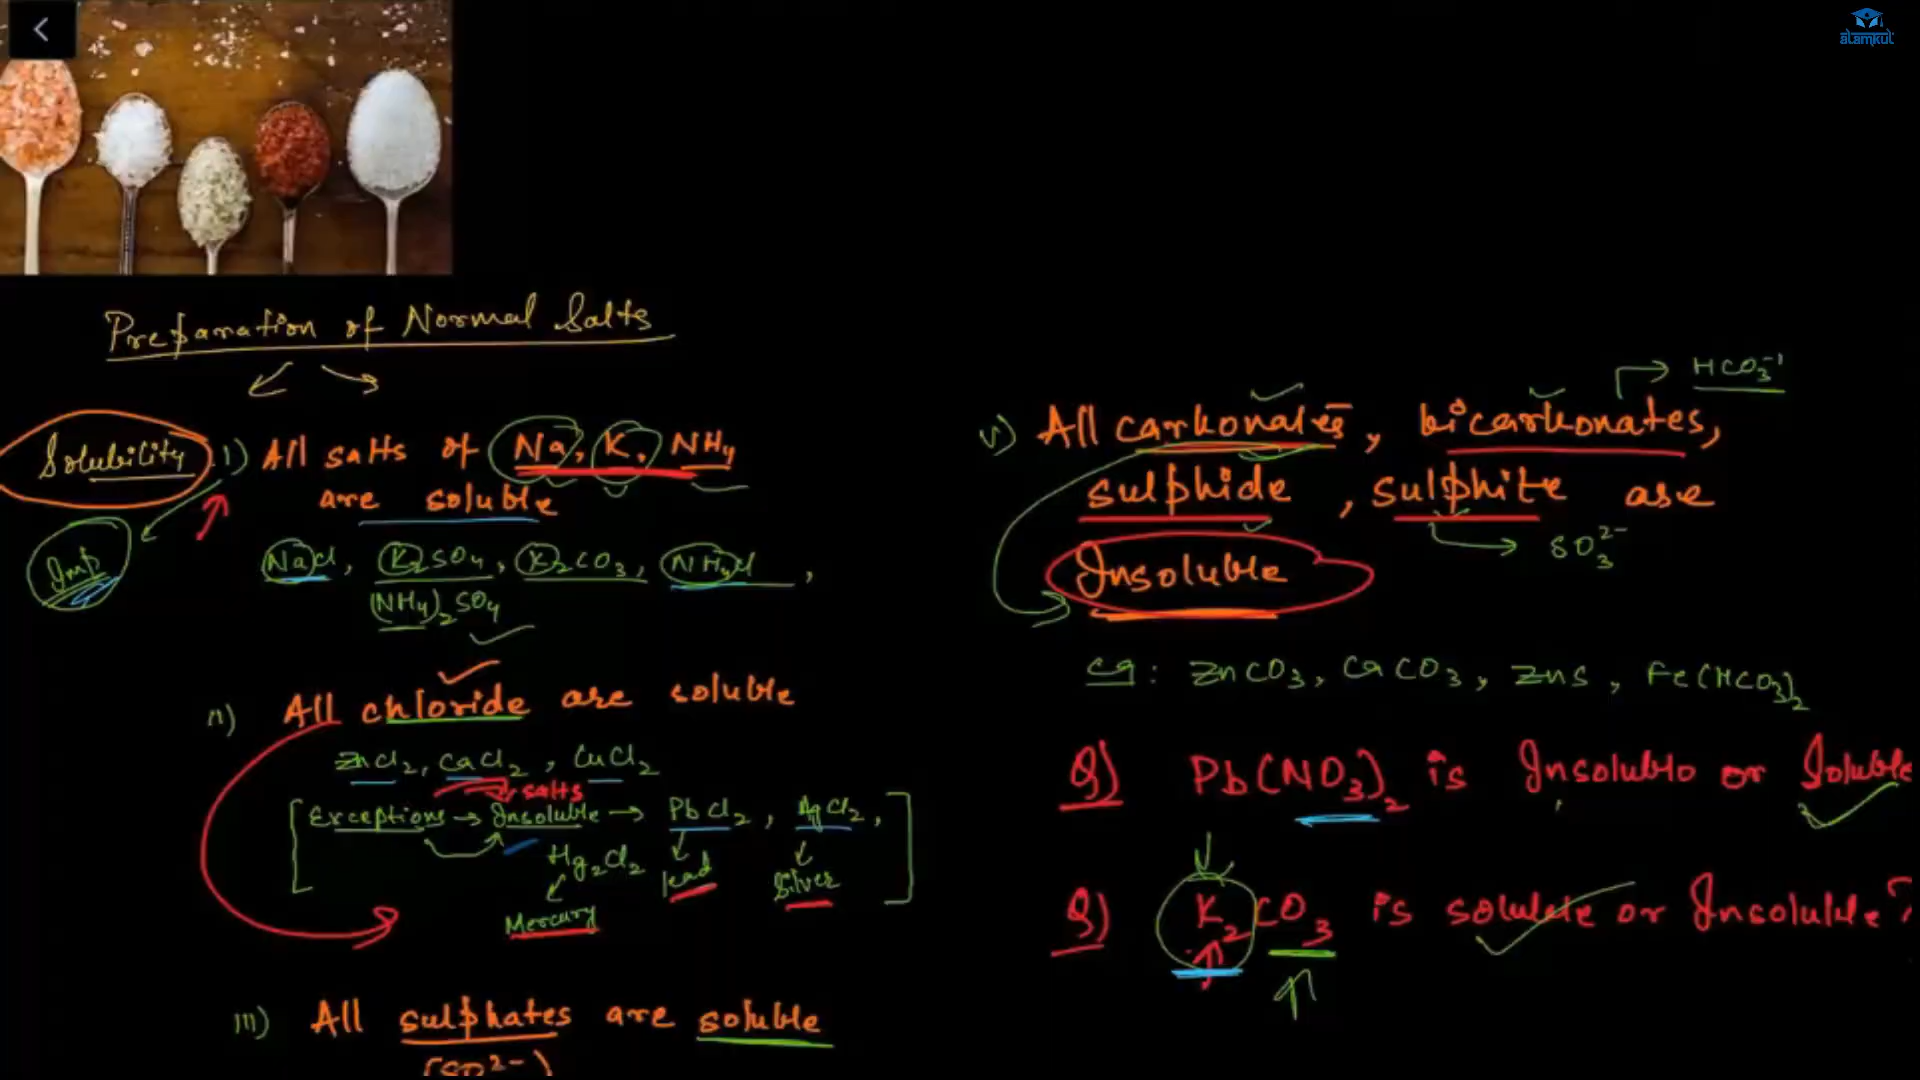 alamkul
Preparation of Normal Salts
Solubility
Imp
I) All salts of Na, K, NH4
are soluble
NaCl, K2SO4, K2CO3, NH4Cl,
(NH4)2SO4
II) All chloride are soluble
ZnCl2, CaCl2, CuCl2
salts
Exceptions → Insoluble → PbCl2, AgCl2,
Hg2Cl2
lead
Silver
Mercury
III) All sulphates are soluble
(SO2-)
HCO3-1
v) All carbonates, bicarbonates,
sulphide, sulphite are
SO32-
Insoluble
eg: ZnCO3, CaCO3, ZnS, Fe(HCO3)2
Q) Pb(NO3)2 is Insoluble or Soluble
Q) K2CO3 is soluble or Insoluble?